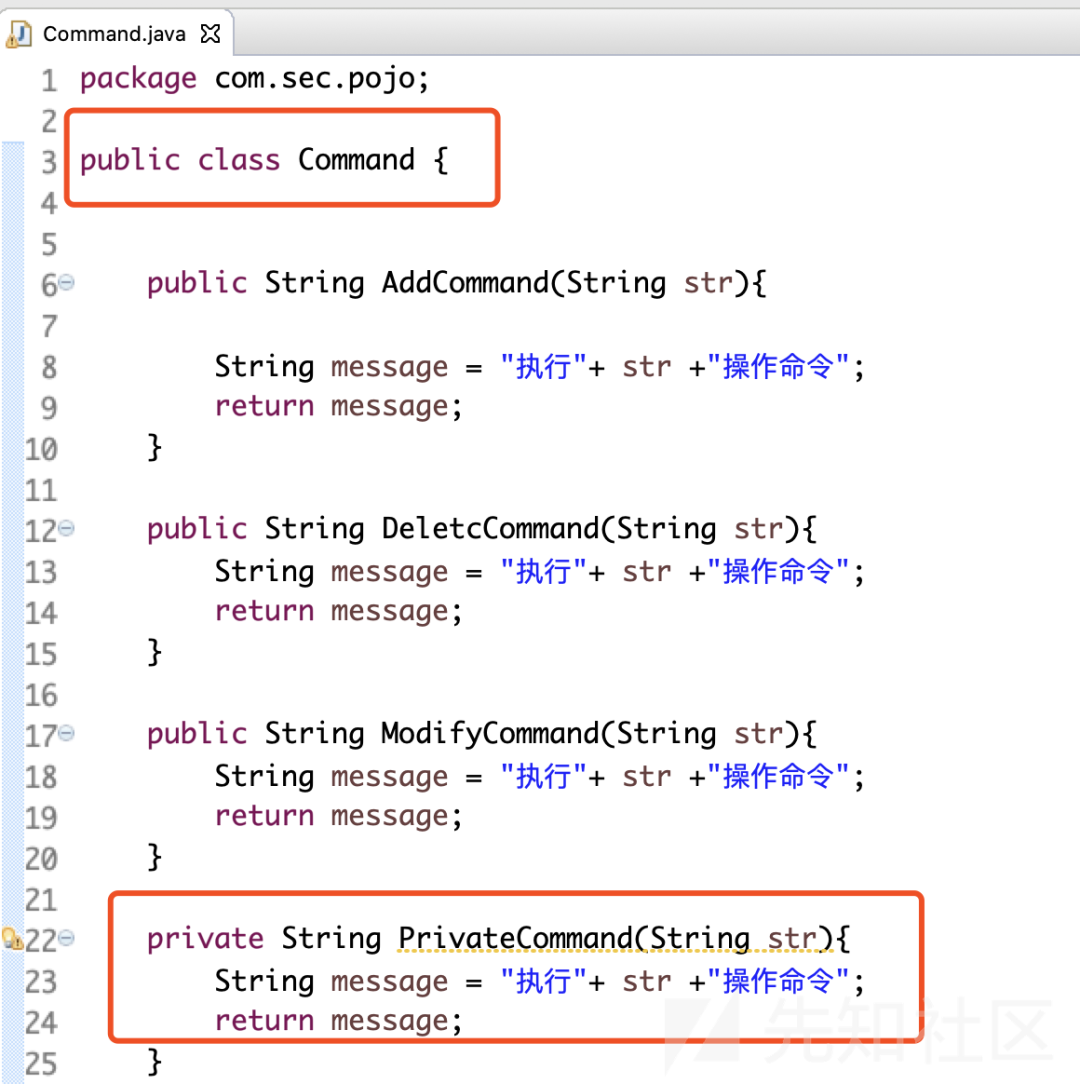 Command.java
1 package com.sec.pojo;
2
3 public class Command {
4
5
6 public String AddCommand(String str){
7
8 String message = "执行"+ str +"操作命令";
9 return message;
10 }
11
12 public String DeletcCommand(String str){
13 String message = "执行"+ str +"操作命令";
14 return message;
15 }
16
17 public String ModifyCommand(String str){
18 String message = "执行"+ str +"操作命令";
19 return message;
20 }
21
22 private String PrivateCommand(String str){
23 String message = "执行"+ str +"操作命令";
24 return message;
25 }
先知社区